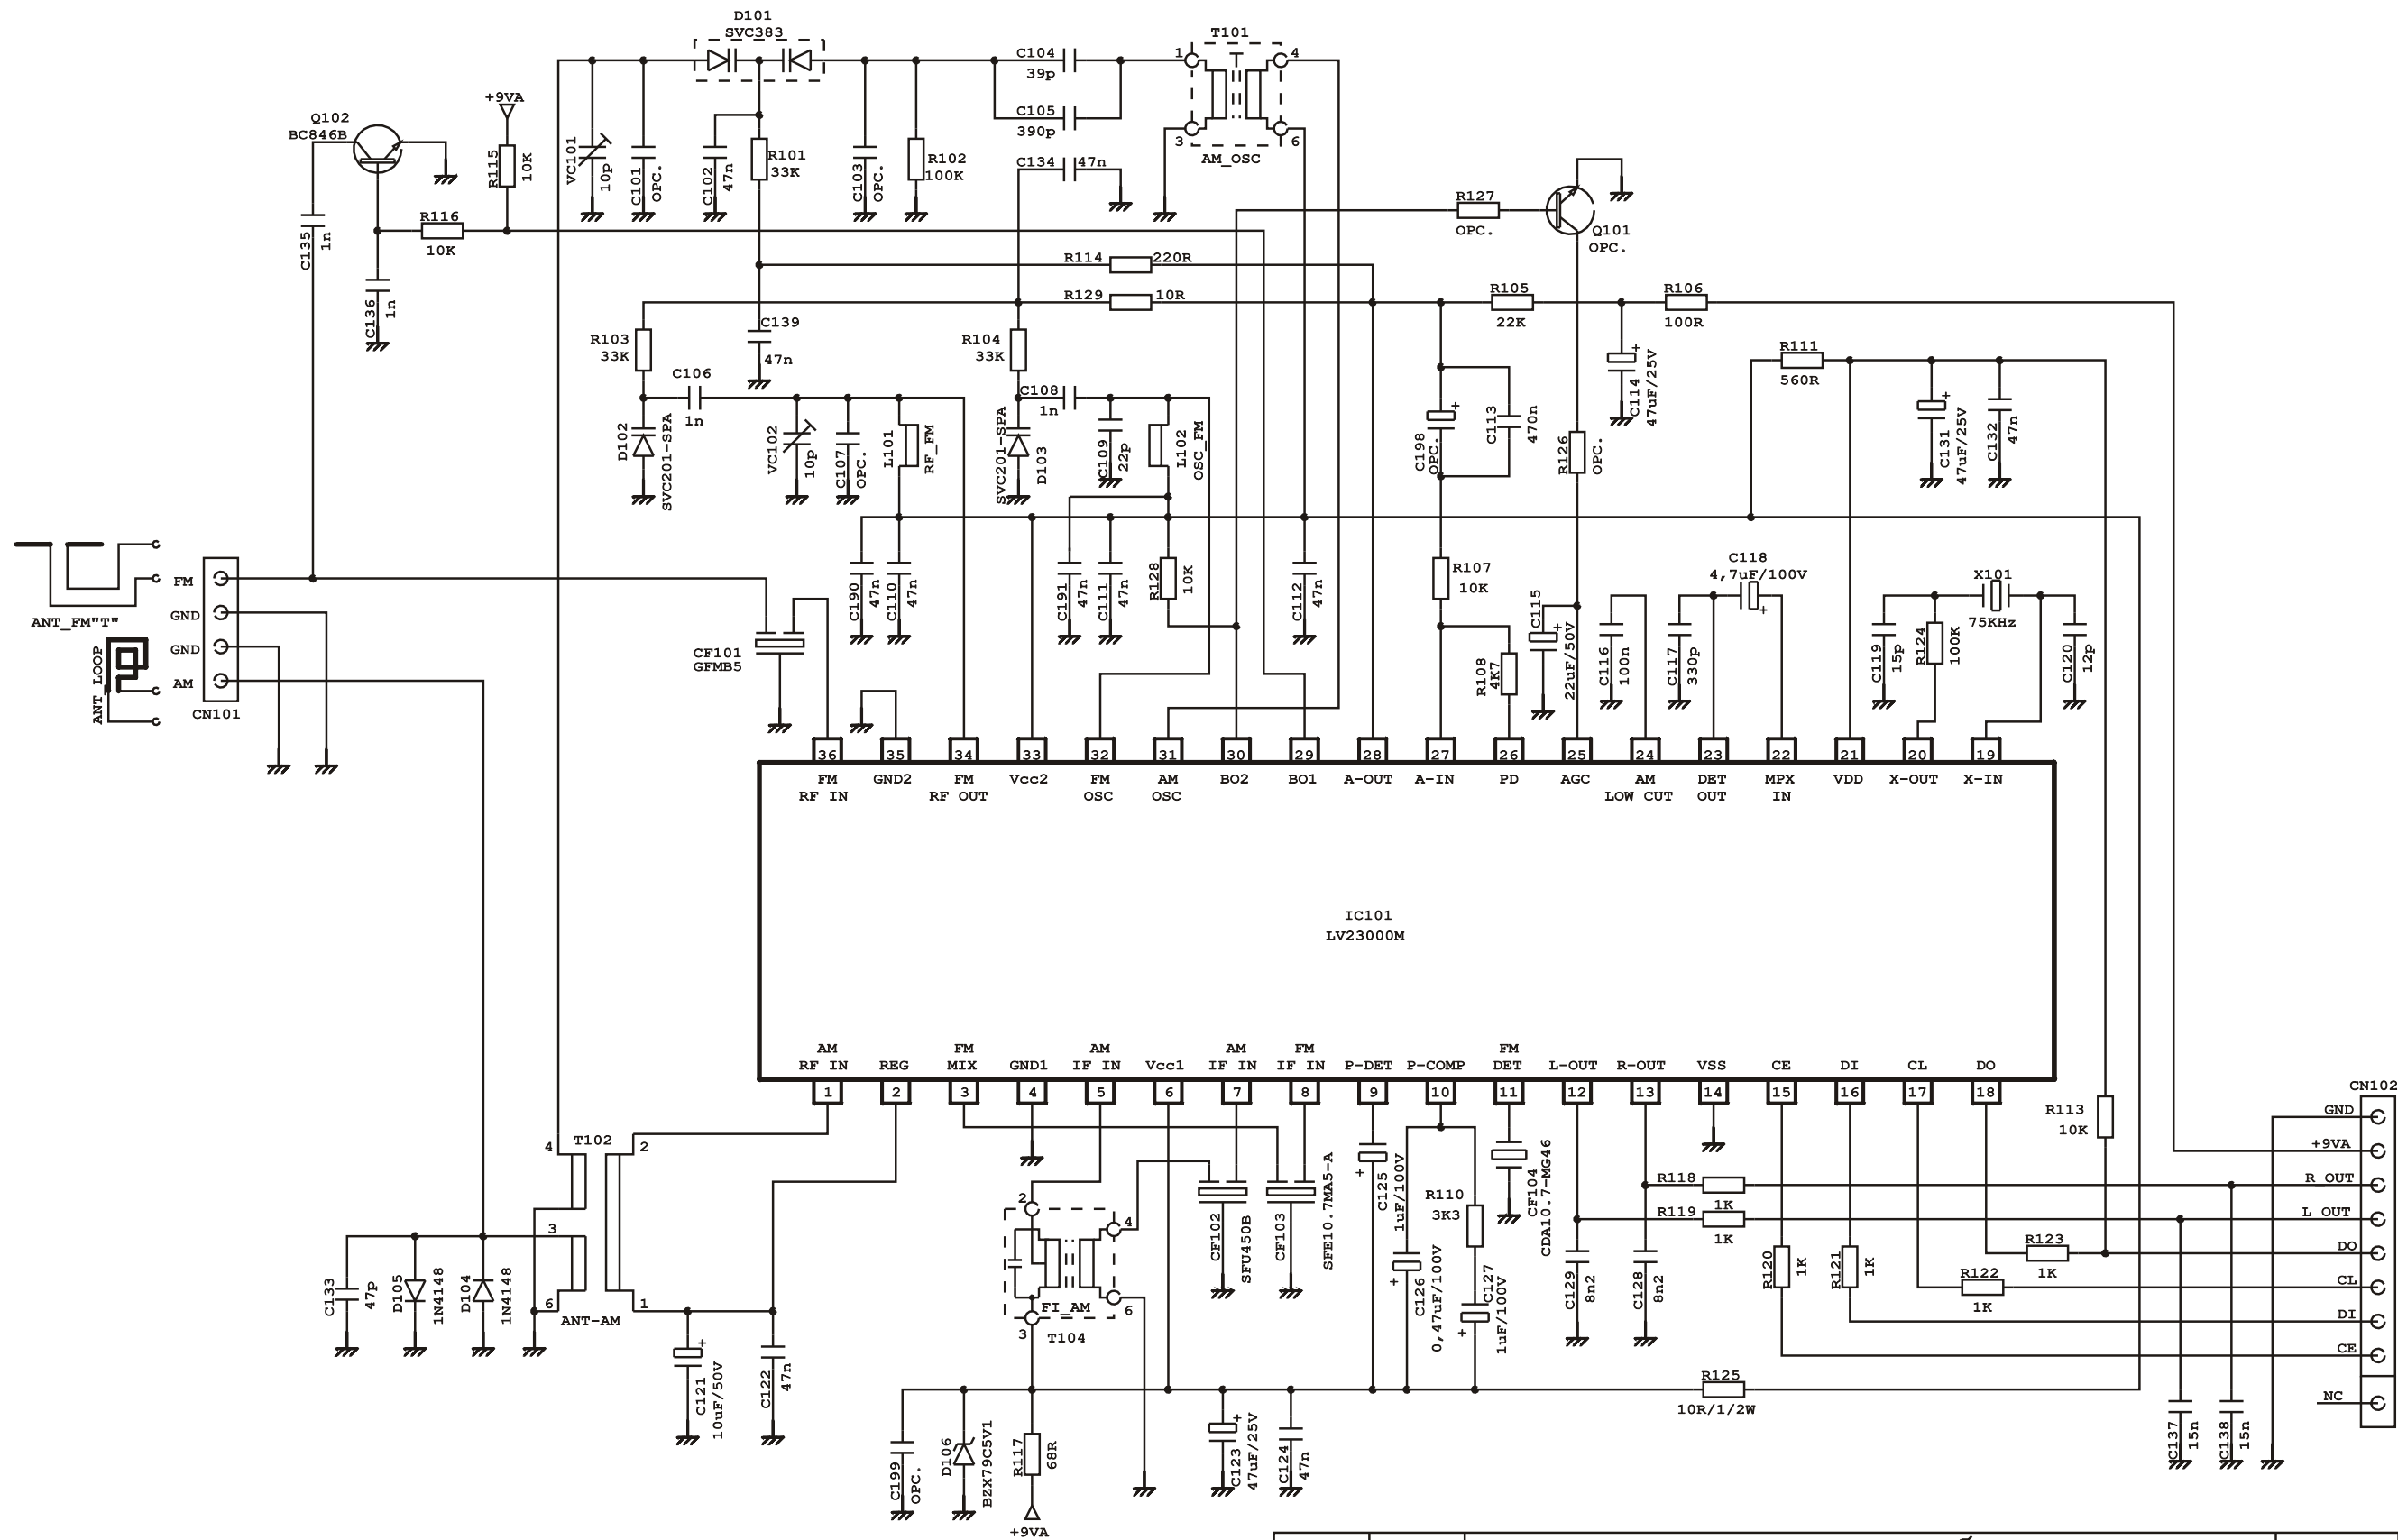 D101
SVC383
T101
1
4
3
6
AM_OSC
C104
39p
C105
390p
C134
47n
+9VA
Q102
BC846B
R115
10K
VC101
10p
C101
OPC.
C102
47n
R101
33K
C103
OPC.
R102
100K
R116
10K
C135
1n
C136
1n
R127
OPC.
Q101
OPC.
R114
220R
R129
10R
R105
22K
R106
100R
R103
33K
C139
47n
R104
33K
C106
1n
C108
1n
D102
SVC201-SPA
VC102
10p
C107
OPC.
L101
RF_FM
SVC201-SPA
D103
C109
22p
L102
OSC_FM
C198
OPC.
C113
470n
R126
OPC.
C114
+
47uF/25V
R111
560R
C131
+
47uF/25V
C132
47n
ANT_FM"T"
ANT_LOOP
FM
GND
GND
AM
CN101
CF101
GFMB5
C190
47n
C110
47n
C191
47n
C111
47n
R128
10K
C112
47n
+
R107
10K
R108
4K7
C115
+
22uF/50V
C116
100n
C117
330p
C118
4,7uF/100V
+
C119
15p
R124
100K
X101
75KHz
C120
12p
36
35
34
33
32
31
30
29
28
27
26
25
24
23
22
21
20
19
FM
RF IN
GND2
FM
RF OUT
Vcc2
FM
OSC
AM
OSC
BO2
BO1
A-OUT
A-IN
PD
AGC
AM
LOW CUT
DET
OUT
MPX
IN
VDD
X-OUT
X-IN
IC101
LV23000M
AM
RF IN
REG
FM
MIX
GND1
AM
IF IN
Vcc1
AM
IF IN
FM
IF IN
P-DET
P-COMP
FM
DET
L-OUT
R-OUT
VSS
CE
DI
CL
DO
1
2
3
4
5
6
7
8
9
10
11
12
13
14
15
16
17
18
T102
4
2
3
6
1
ANT-AM
C133
47p
D105
1N4148
D104
1N4148
C121
+
10uF/50V
C122
47n
2
4
FI_AM
6
3
T104
CF102
SFU450B
CF103
SFE10.7MA5-A
+
C125
1uF/100V
C126
+
0,47uF/100V
R110
3K3
C127
+
1uF/100V
CF104
CDA10.7-MG46
C129
8n2
C128
8n2
R118
1K
R119
1K
R120
1K
R121
1K
R122
1K
R123
1K
R113
10K
R125
10R/1/2W
C199
OPC.
D106
BZX79C5V1
R117
68R
+9VA
C123
+
47uF/25V
C124
47n
CN102
GND
+9VA
R OUT
L OUT
DO
CL
DI
CE
NC
C137
15n
C138
15n